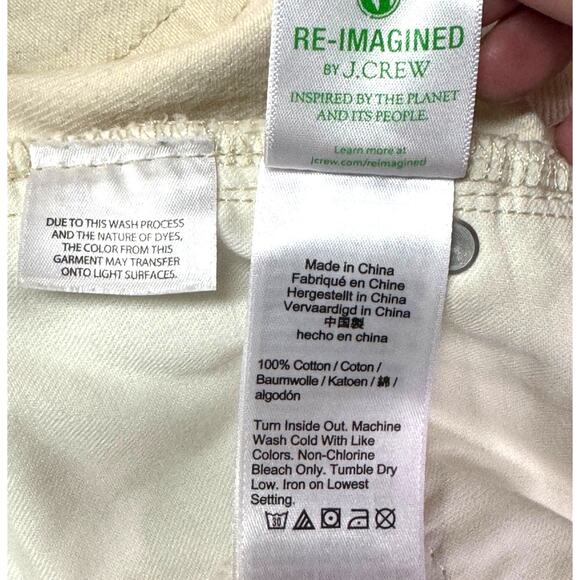 RE-IMAGINED
BY J.CREW
INSPIRED BY THE PLANET
AND ITS PEOPLE.
Learn more at
jcrew.com/reimagined
DUE TO THIS WASH PROCESS
AND THE NATURE OF DYES,
THE COLOR FROM THIS
GARMENT MAY TRANSFER
ONTO LIGHT SURFACES.
Made in China
Fabriqué en Chine
Hergestellt in China
Vervaardigd in China
中国製
hecho en china
100% Cotton / Coton /
Baumwolle / Katoen / 綿 /
algodón
Turn Inside Out. Machine
Wash Cold With Like
Colors. Non-Chlorine
Bleach Only. Tumble Dry
Low. Iron on Lowest
Setting.
30